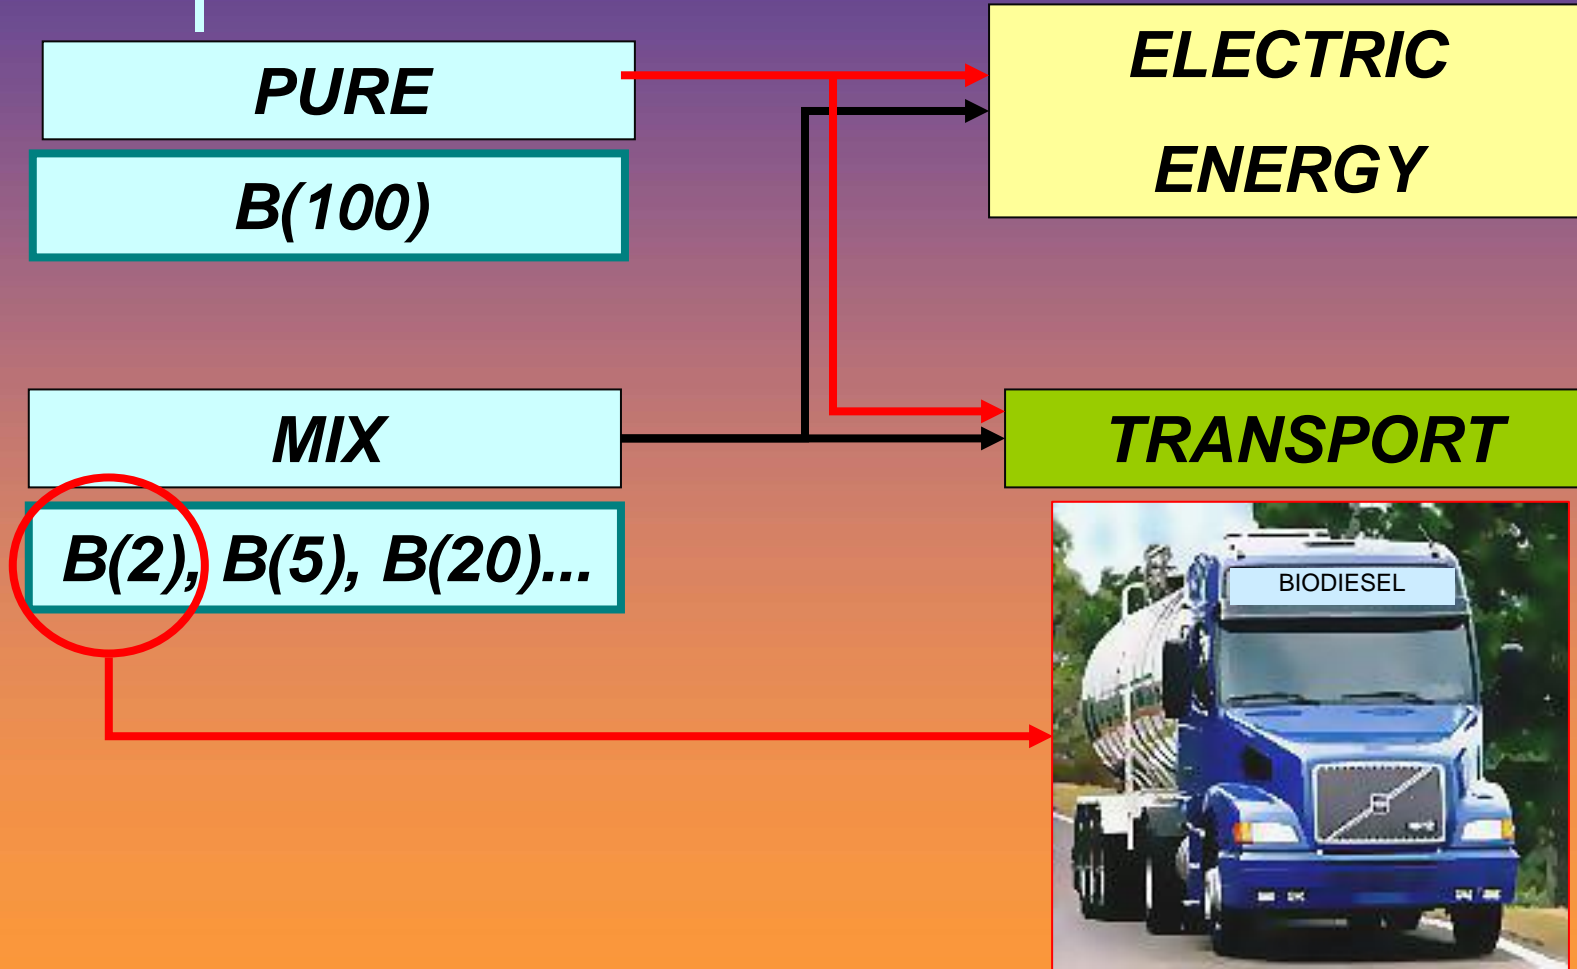 PURE
B(100)
ELECTRIC
ENERGY
MIX
B(2), B(5), B(20)...
TRANSPORT
BIODIESEL